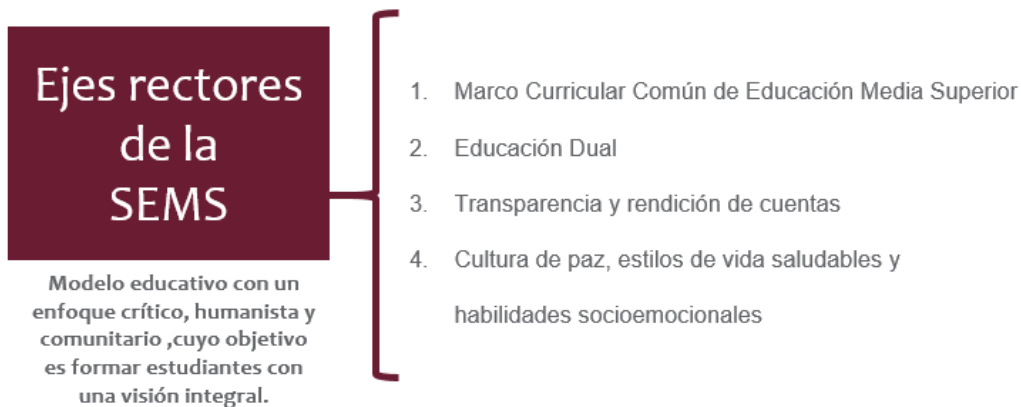 Ejes rectores
de la
SEMS
Modelo educativo con un
enfoque crítico, humanista y
comunitario ,cuyo objetivo
es formar estudiantes con
una visión integral.
1. Marco Curricular Común de Educación Media Superior
2. Educación Dual
3. Transparencia y rendición de cuentas
4. Cultura de paz, estilos de vida saludables y
habilidades socioemocionales